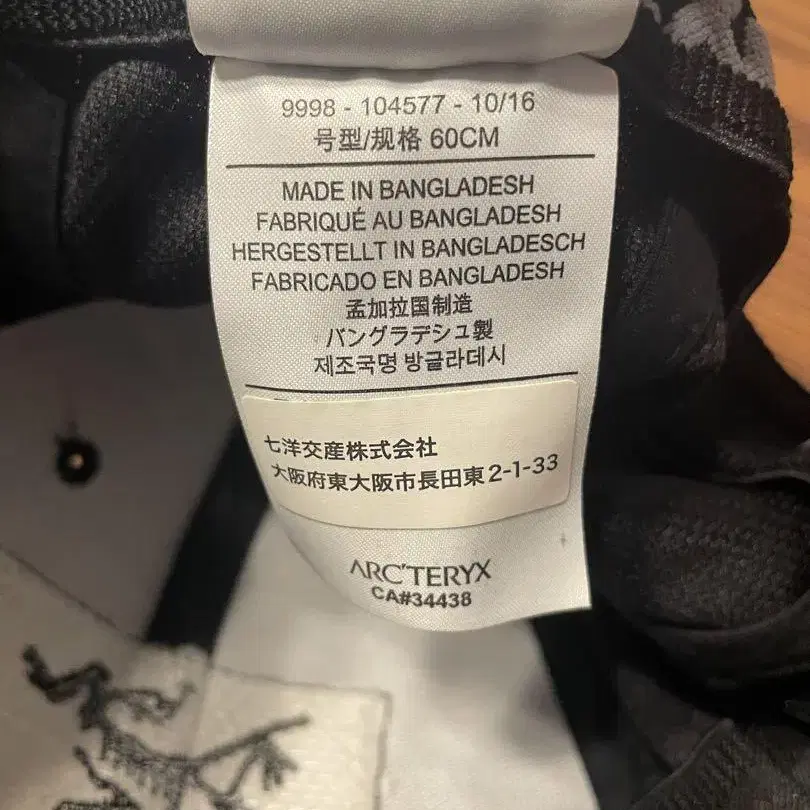 9998 - 104577 - 10/16
号型/规格 60CM
MADE IN BANGLADESH
FABRIQUÉ AU BANGLADESH
HERGESTELLT IN BANGLADESCH
FABRICADO EN BANGLADESH
孟加拉国制造
バングラデシュ製
제조국명 방글라데시
七洋交産株式会社
大阪府東大阪市長田東2-1-33
ARC'TERYX
CA#34438